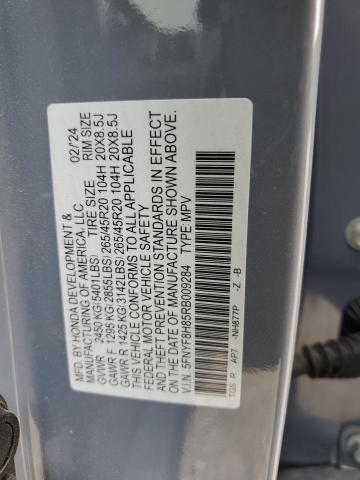 MFD BY HONDA DEVELOPMENT & 02/24
MANUFACTURING OF AMERICA, LLC
TIRE SIZE RIM SIZE
GVWR 2450KG(5401LBS)
GAWR F 1295KG(2855LBS) 265/45R20 104H 20X8.5J
GAWR R 1425KG(3142LBS) 265/45R20 104H 20X8.5J
THIS VEHICLE CONFORMS TO ALL APPLICABLE
FEDERAL MOTOR VEHICLE SAFETY
AND THEFT PREVENTION STANDARDS IN EFFECT
ON THE DATE OF MANUFACTURE SHOWN ABOVE.
V.I.N. 5FNYF8H85RB009284 TYPE:MPV
TGS R AP7 -NH877P -Z -B